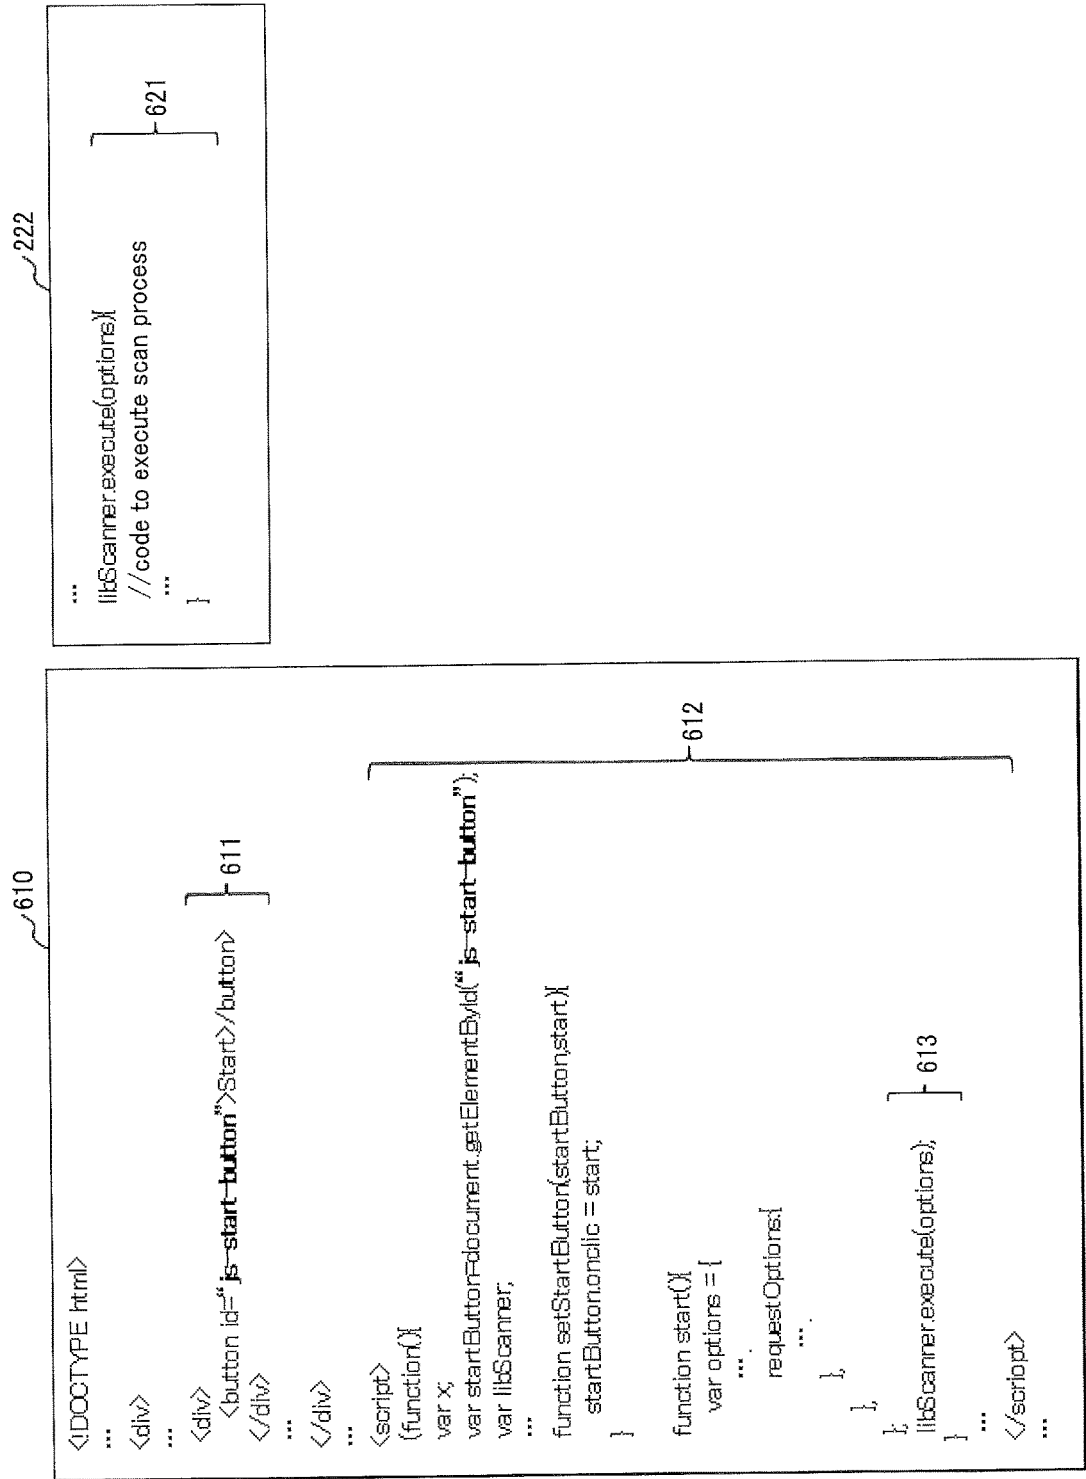 610
<!DOCTYPE html>
...
<div>
...
<div>
<button id="js-start-button">Start>/button>
</div>
611
...
</div>
...
<script>
(function(){
var x;
var startButton=document.getElementById("js-start-button");
var libScanner;
...
function setStartButton(startButton,start){
startButton.onclic = start;
}
612
function start(){
var options = {
... .
requestOptions:{
... .
},
},
};
libScanner.execute(options);
}
613
...
</script>
...
222
...
libScanner.execute(options){
//code to execute scan process
...
}
621